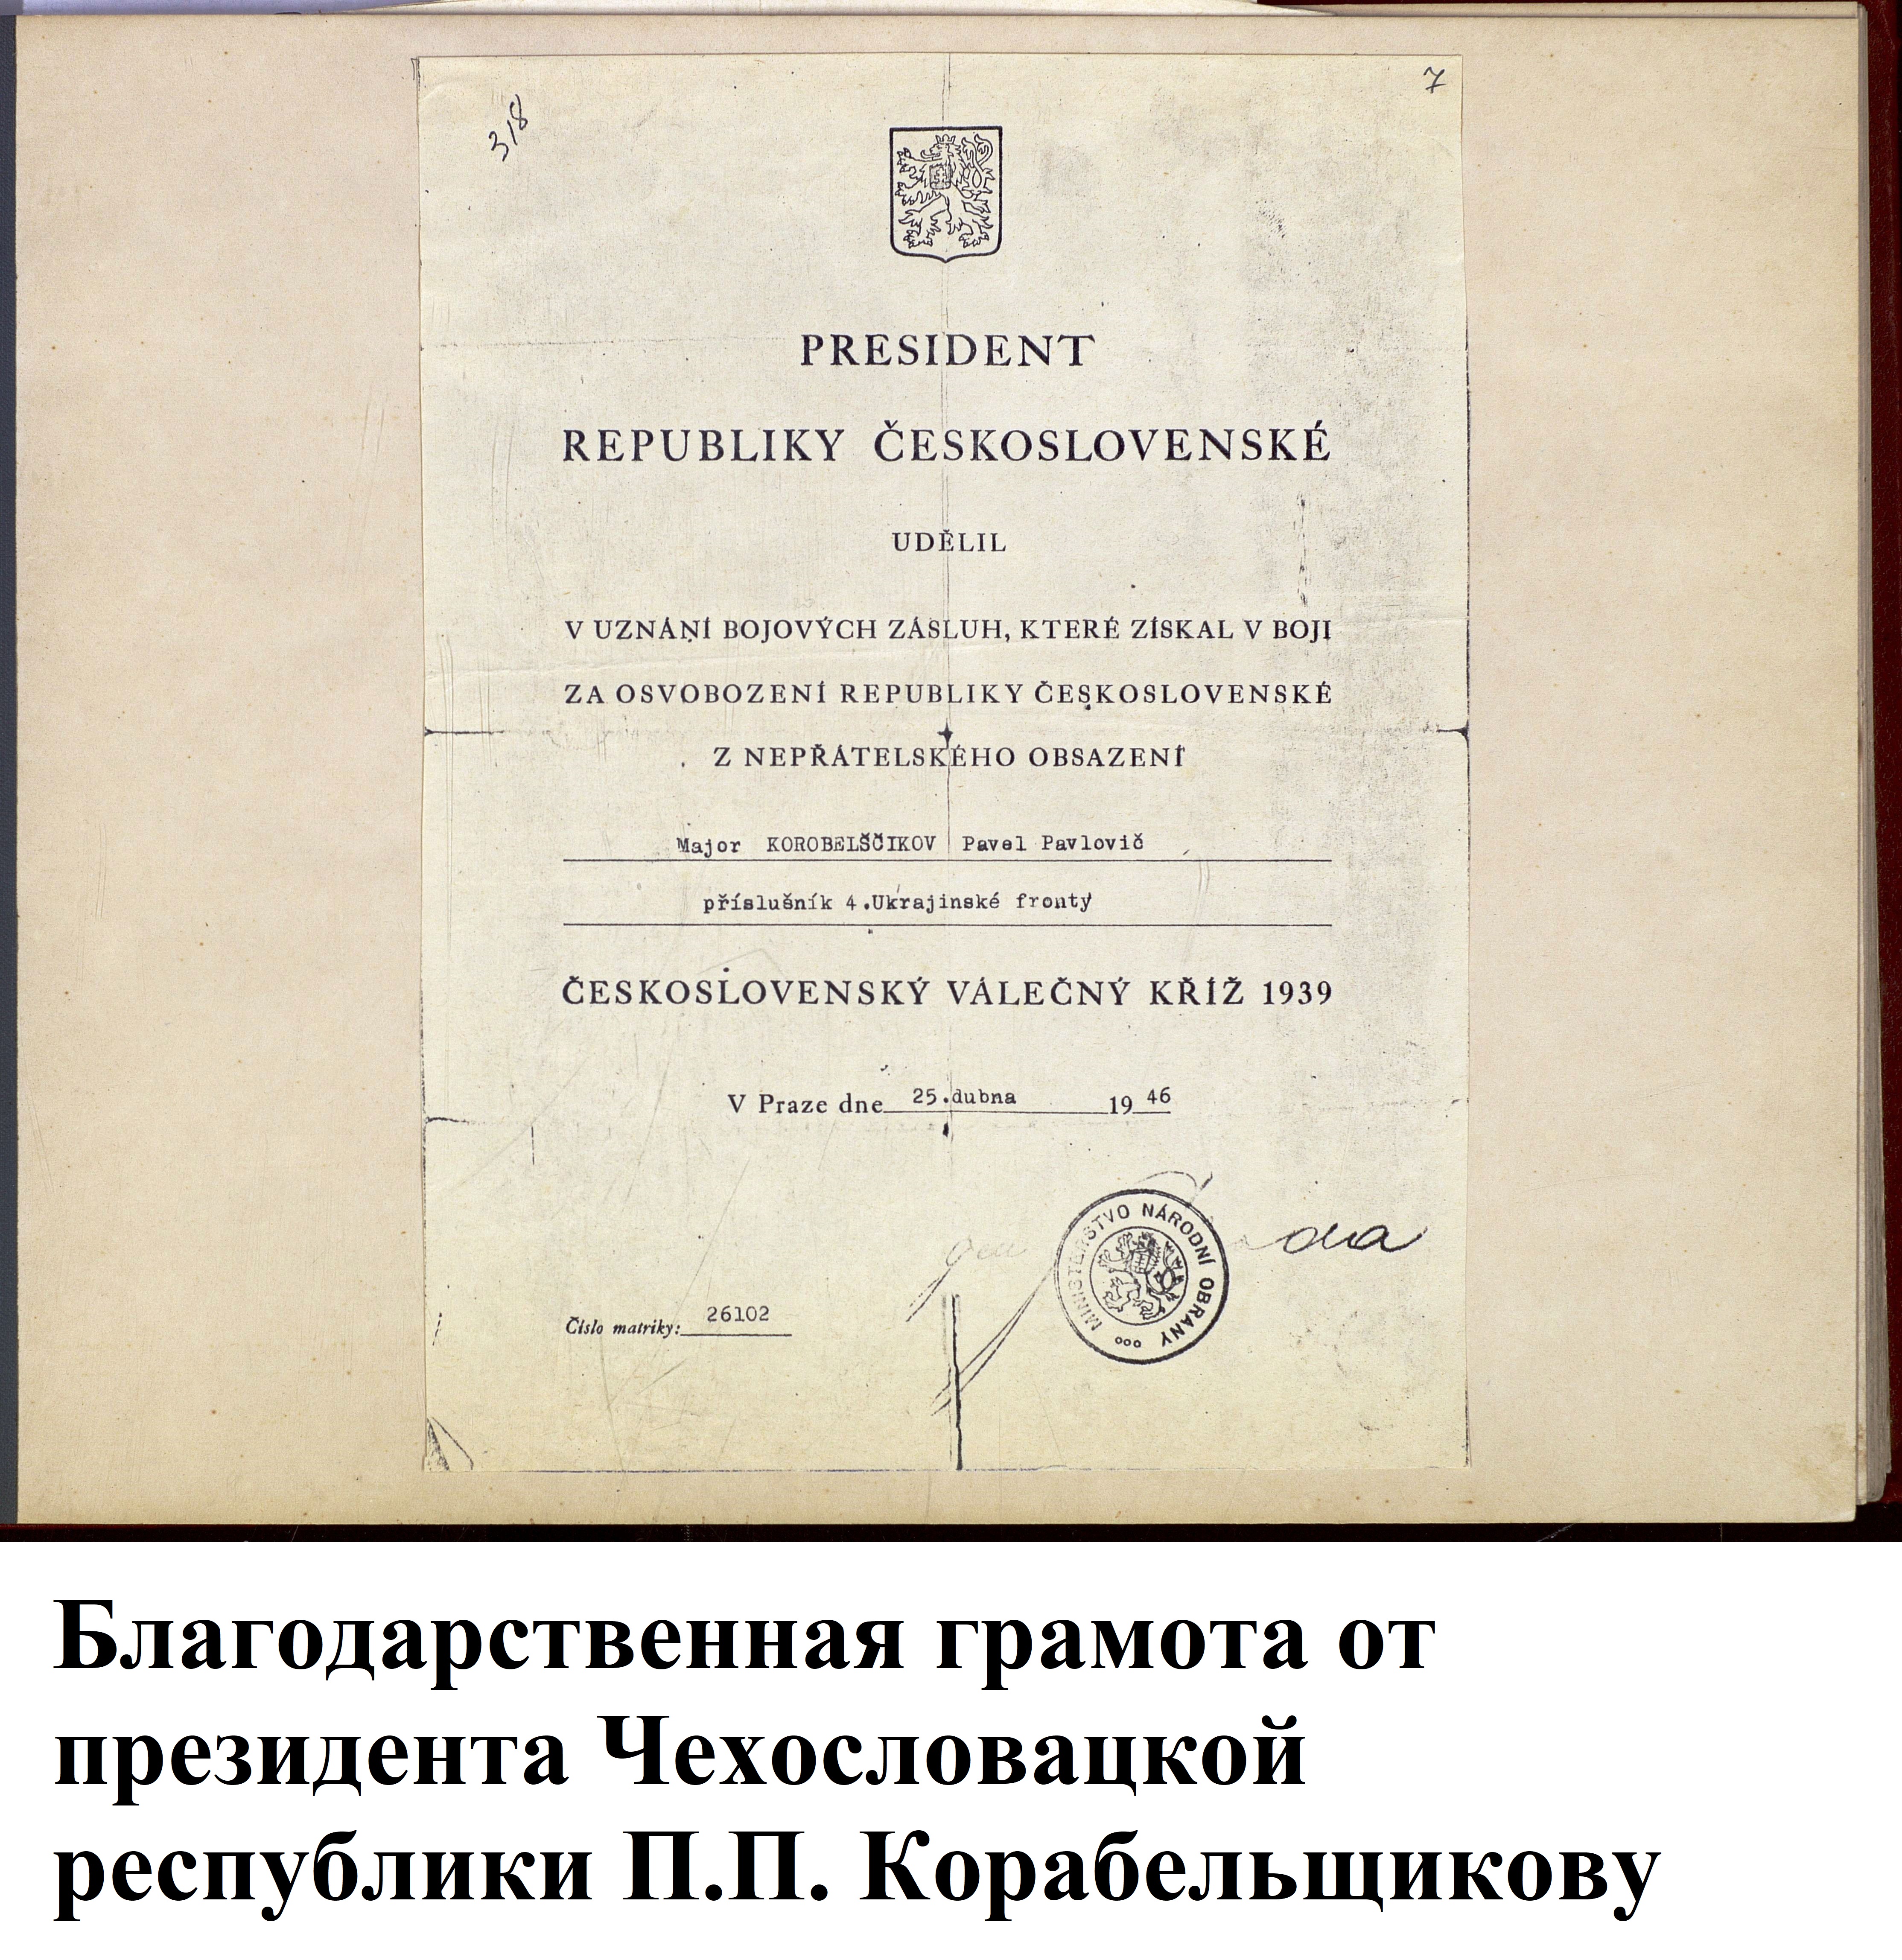 318
7
PRESIDENT
REPUBLIKY ČESKOSLOVENSKÉ
UDĚLIL
V UZNÁNÍ BOJOVÝCH ZÁSLUH, KTERÉ ZÍSKAL V BOJI
ZA OSVOBOZENÍ REPUBLIKY ČESKOSLOVENSKÉ
Z NEPŘÁTELSKÉHO OBSAZENÍ
Major KOROBELŠČIKOV Pavel Pavlovič
příslušník 4.Ukrajinské fronty
ČESKOSLOVENSKÝ VÁLEČNÝ KŘÍŽ 1939
V Praze dne 25.dubna 1946
MINISTERSTVO NÁRODNÍ OBRANY
Číslo matriky: 26102
Благодарственная грамота от
президента Чехословацкой
республики П.П. Корабельщикову